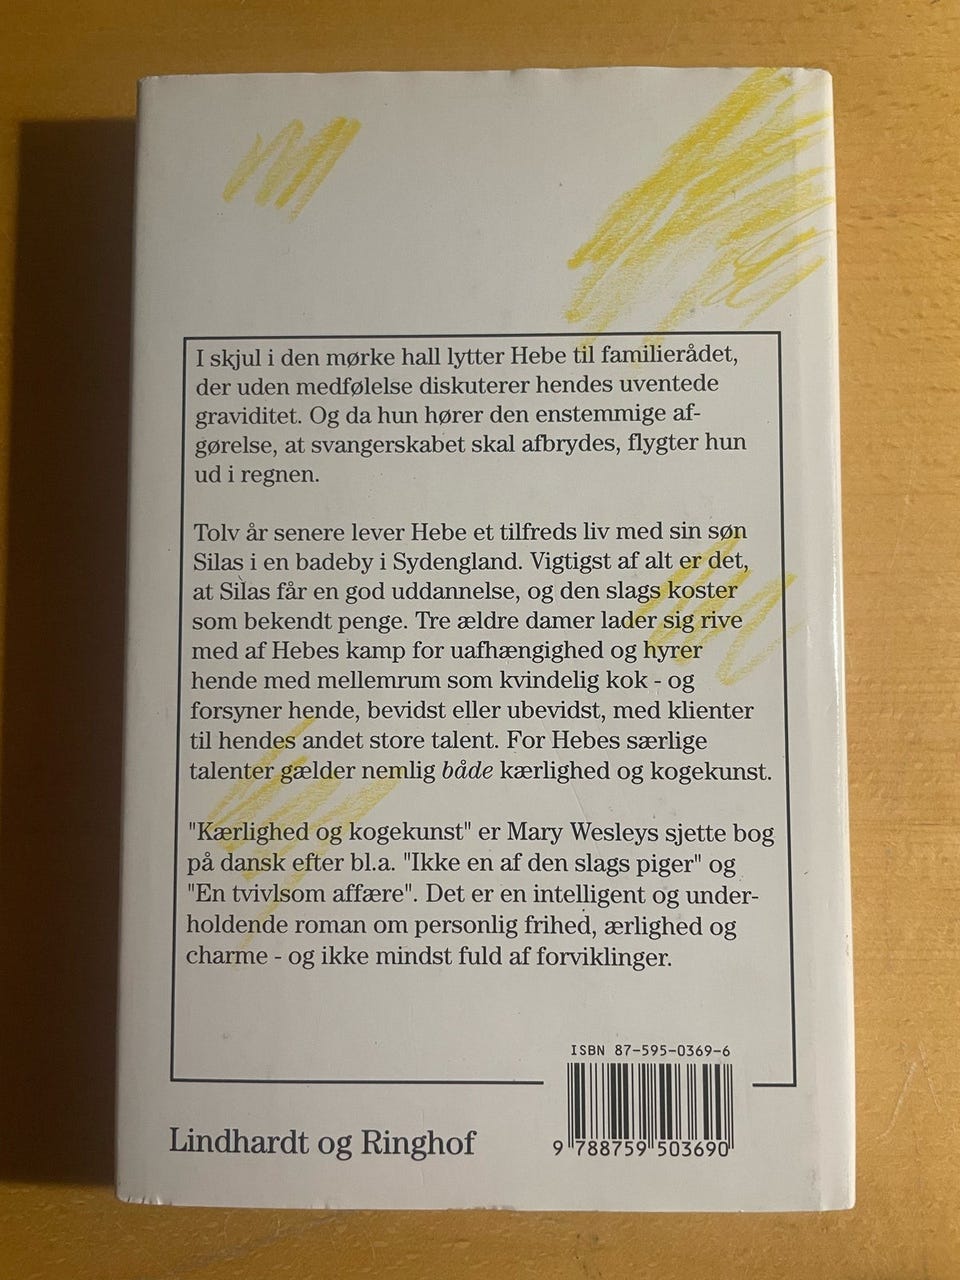 I skjul i den mørke hall lytter Hebe til familierådet,
der uden medfølelse diskuterer hendes uventede
graviditet. Og da hun hører den enstemmige af-
gørelse, at svangerskabet skal afbrydes, flygter hun
ud i regnen.
Tolv år senere lever Hebe et tilfreds liv med sin søn
Silas i en badeby i Sydengland. Vigtigst af alt er det,
at Silas får en god uddannelse, og den slags koster
som bekendt penge. Tre ældre damer lader sig rive
med af Hebes kamp for uafhængighed og hyrer
hende med mellemrum som kvindelig kok - og
forsyner hende, bevidst eller ubevidst, med klienter
til hendes andet store talent. For Hebes særlige
talenter gælder nemlig både kærlighed og kogekunst.
"Kærlighed og kogekunst" er Mary Wesleys sjette bog
på dansk efter bl.a. "Ikke en af den slags piger" og
"En tvivlsom affære". Det er en intelligent og under-
holdende roman om personlig frihed, ærlighed og
charme - og ikke mindst fuld af forviklinger.
ISBN 87-595-0369-6
Lindhardt og Ringhof
9 788759 503690